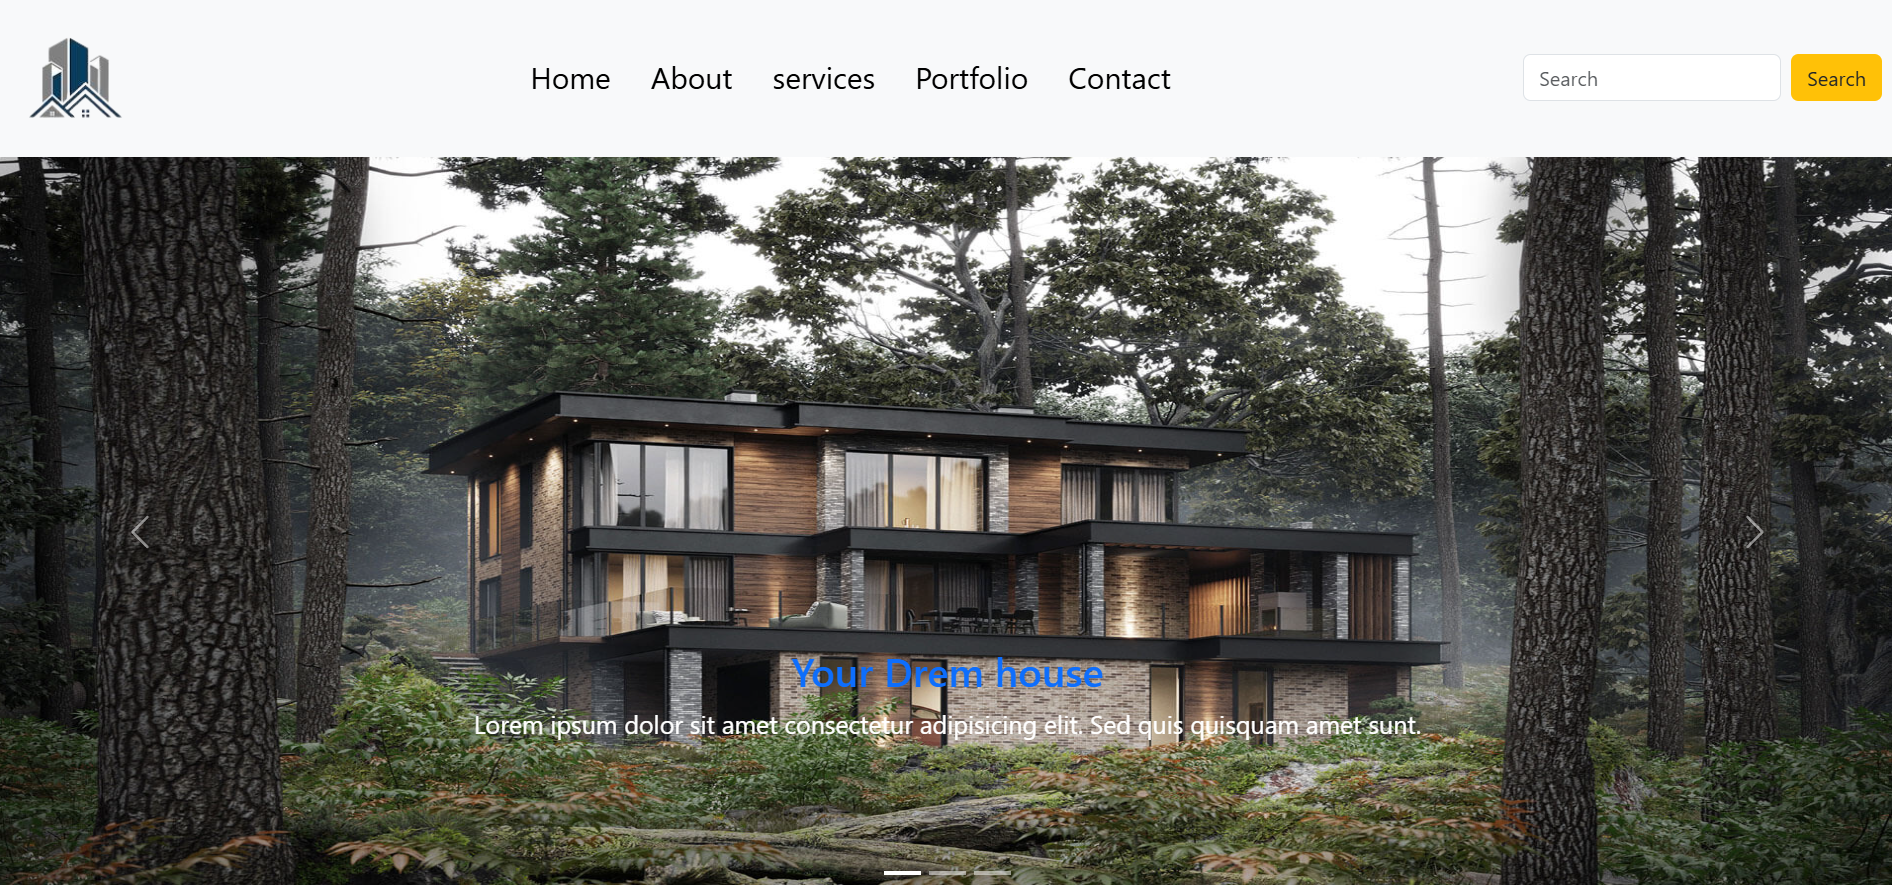 Home About services Portfolio Contact Search Search
Your Drem house
Lorem ipsum dolor sit amet consectetur adipisicing elit. Sed quis quisquam amet sunt.